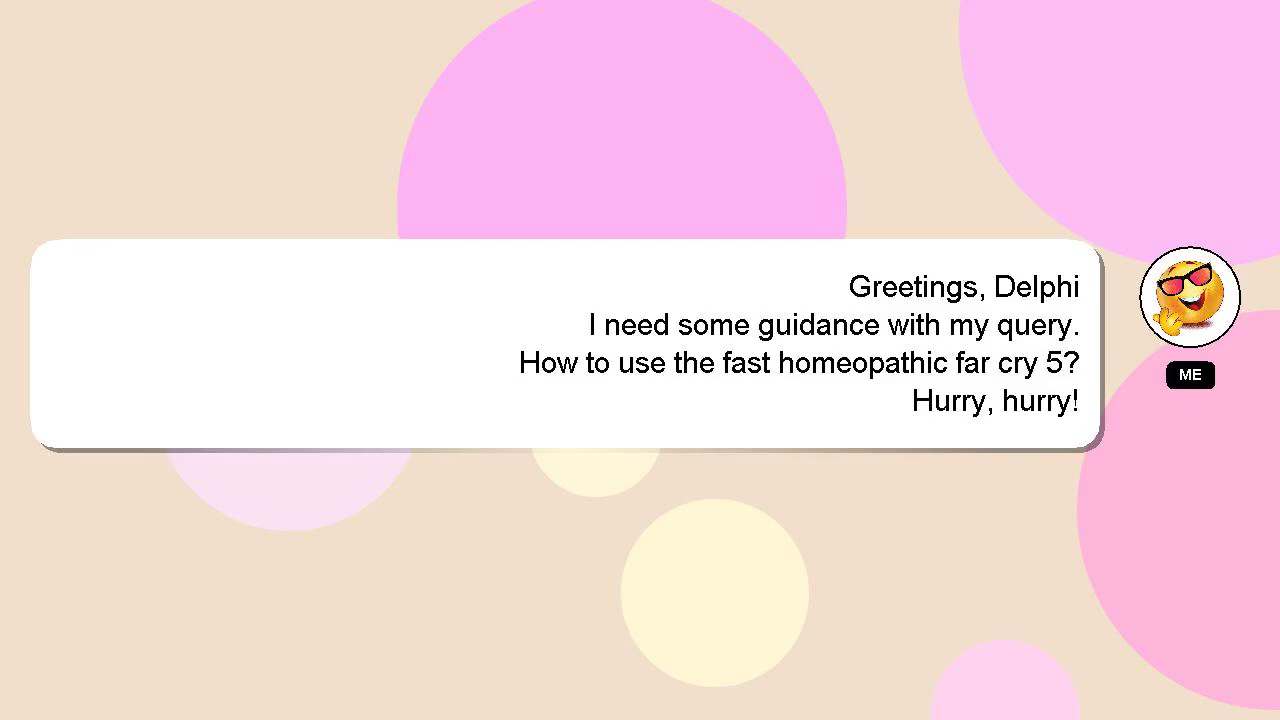 Greetings, Delphi
I need some guidance with my query.
How to use the fast homeopathic far cry 5?
Hurry, hurry!
ME